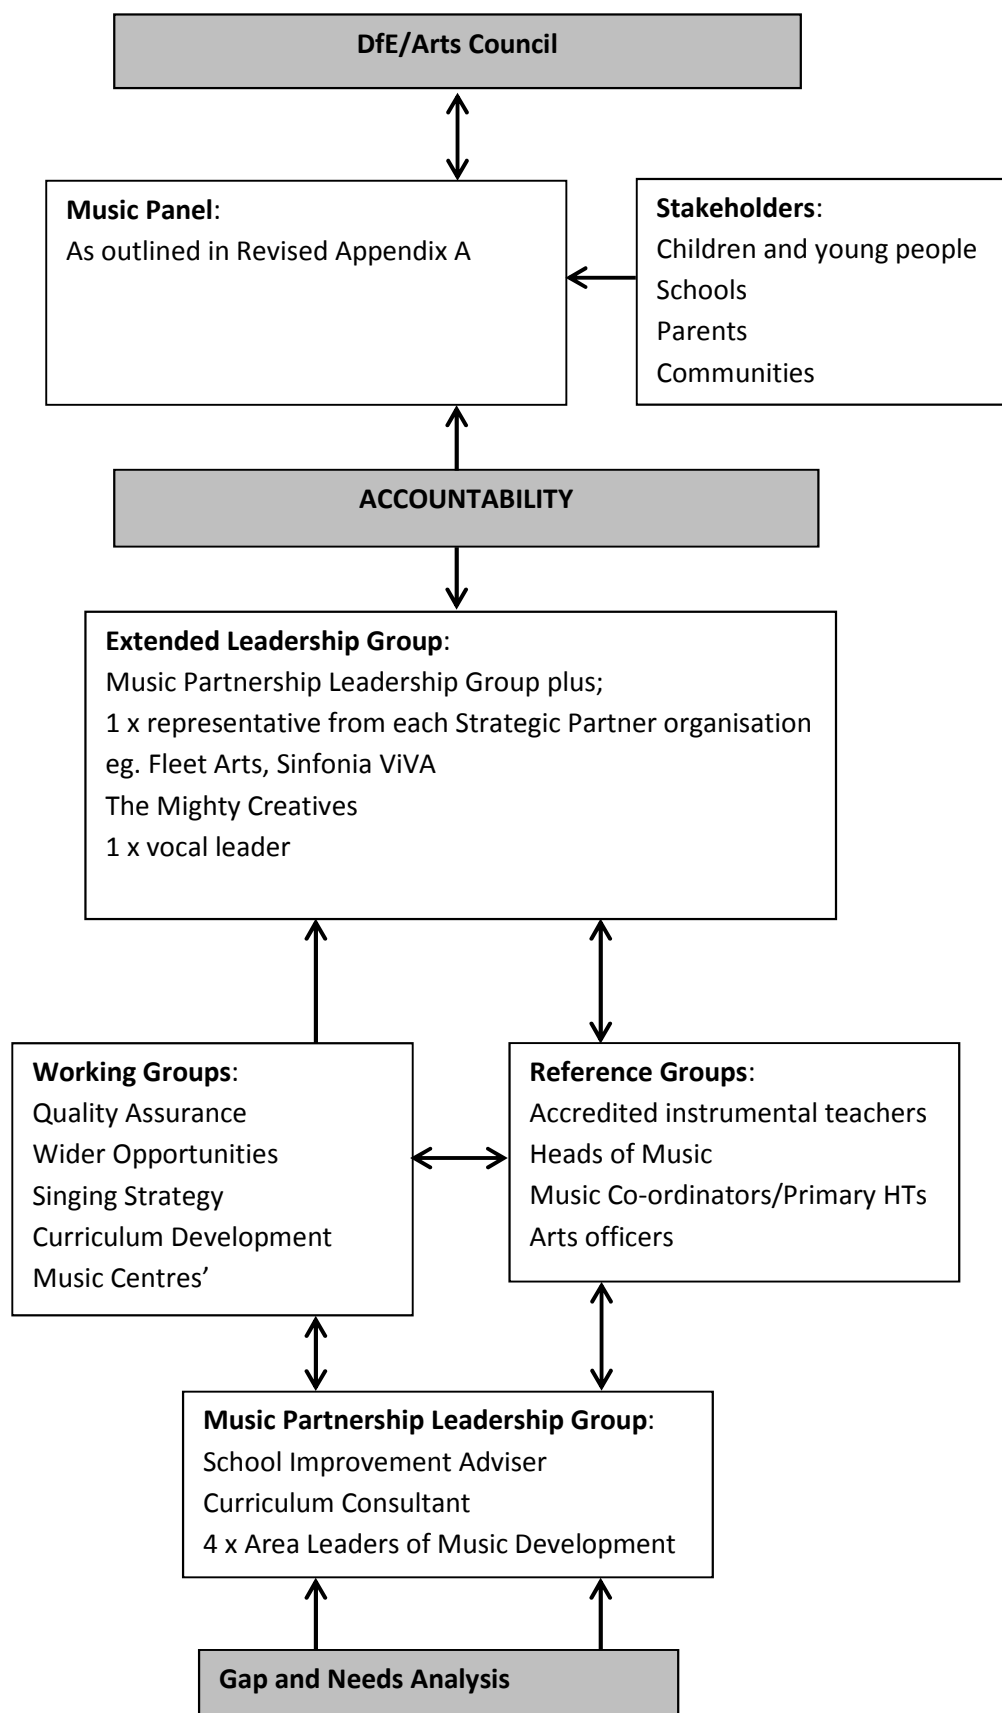 DfE/Arts Council
Music Panel:
As outlined in Revised Appendix A
Stakeholders:
Children and young people
Schools
Parents
Communities
ACCOUNTABILITY
Extended Leadership Group:
Music Partnership Leadership Group plus;
1 x representative from each Strategic Partner organisation
eg. Fleet Arts, Sinfonia ViVA
The Mighty Creatives
1 x vocal leader
Working Groups:
Quality Assurance
Wider Opportunities
Singing Strategy
Curriculum Development
Music Centres’
Reference Groups:
Accredited instrumental teachers
Heads of Music
Music Co-ordinators/Primary HTs
Arts officers
Music Partnership Leadership Group:
School Improvement Adviser
Curriculum Consultant
4 x Area Leaders of Music Development
Gap and Needs Analysis